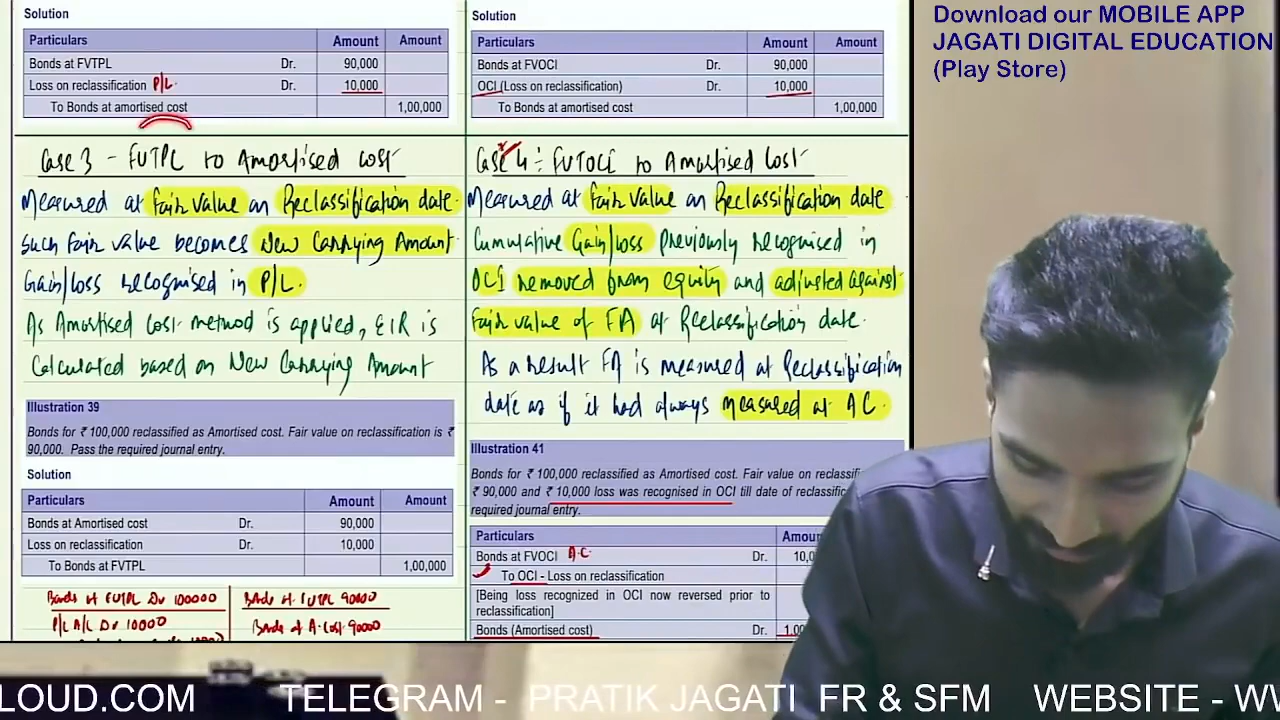 Solution
Particulars Amount Amount
Bonds at FVTPL Dr. 90,000
Loss on reclassification P/L Dr. 10,000
To Bonds at amortised cost 1,00,000
Case 3 - FVTPL to Amortised cost
Measured at Fair Value on Reclassification date.
Such Fair value becomes New Carrying Amount
Gain/loss recognised in P/L.
As Amortised cost method is applied, EIR is
Calculated based on New Carrying Amount
Illustration 39
Bonds for ₹ 100,000 reclassified as Amortised cost. Fair value on reclassification is ₹
90,000. Pass the required journal entry.
Solution
Particulars Amount Amount
Bonds at Amortised cost Dr. 90,000
Loss on reclassification Dr. 10,000
To Bonds at FVTPL 1,00,000
Bonds at FVTPL Dr 100000
P/L A/c Dr 10000
Bonds at FVTPL 90000
Bonds at A. Cost 90000
Solution
Particulars Amount Amount
Bonds at FVOCI Dr. 90,000
OCI (Loss on reclassification) Dr. 10,000
To Bonds at amortised cost 1,00,000
Case 4 : FVTOCI to Amortised Cost
Measured at Fair Value on Reclassification date
Cumulative Gain/loss previously recognised in
OCI removed from equity and adjusted against
Fair value of FA at Reclassification date.
As a result FA is measured at Reclassification
date as if it had always measured at AC.
Illustration 41
Bonds for ₹ 100,000 reclassified as Amortised cost. Fair value on
₹ 90,000 and ₹ 10,000 loss was recognised in OCI till date of
required journal entry.
Particulars
Bonds at FVOCI A.C. Dr.
To OCI - Loss on reclassification
[Being loss recognized in OCI now reversed prior to
reclassification]
Bonds (Amortised cost) Dr.
Download our MOBILE APP
JAGATI DIGITAL EDUCATION
(Play Store)
LOUD.COM TELEGRAM - PRATIK JAGATI FR & SFM WEBSITE -